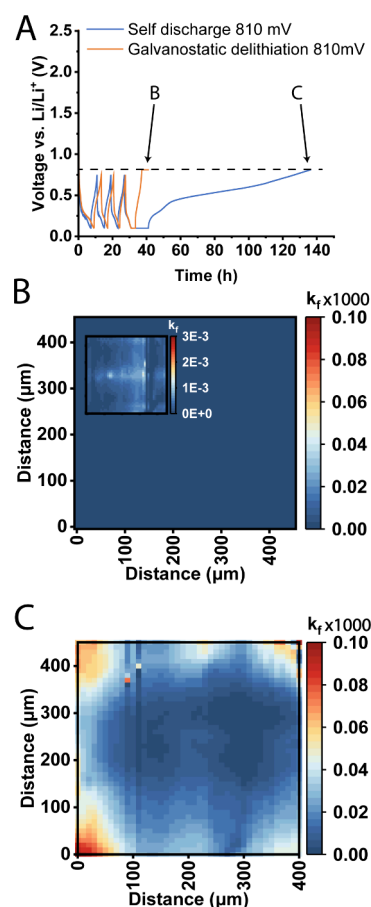 A
Self discharge 810 mV
Galvanostatic delithiation 810mV
Voltage vs. Li/Li⁺ (V)
2.5
2.0
1.5
1.0
0.5
0.0
B
C
0 20 40 60 80 100 120 140
Time (h)
B
k_f x1000
Distance (µm)
400
300
200
100
0
k_f
3E-3
2E-3
1E-3
0E+0
0.10
0.08
0.06
0.04
0.02
0.00
0 100 200 300 400
Distance (µm)
C
k_f x1000
Distance (µm)
400
300
200
100
0
0.10
0.08
0.06
0.04
0.02
0.00
0 100 200 300 400
Distance (µm)